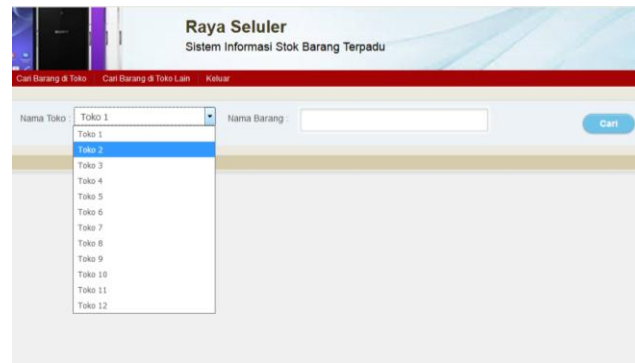 Raya Seluler
Sistem Informasi Stok Barang Terpadu
Cari Barang di Toko Cari Barang di Toko Lain Keluar
Nama Toko : Toko 1 Nama Barang : Cari
Toko 1
Toko 2
Toko 3
Toko 4
Toko 5
Toko 6
Toko 7
Toko 8
Toko 9
Toko 10
Toko 11
Toko 12